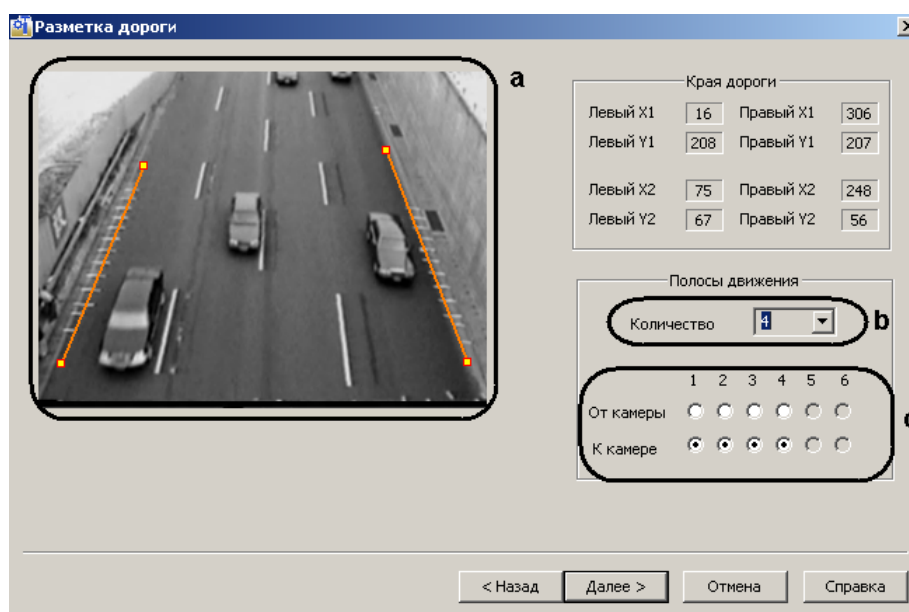 Разметка дороги
a
Края дороги
Левый X1 16 Правый X1 306
Левый Y1 208 Правый Y1 207
Левый X2 75 Правый X2 248
Левый Y2 67 Правый Y2 56
Полосы движения
Количество 4 b
1 2 3 4 5 6
От камеры
К камере
< Назад Далее > Отмена Справка